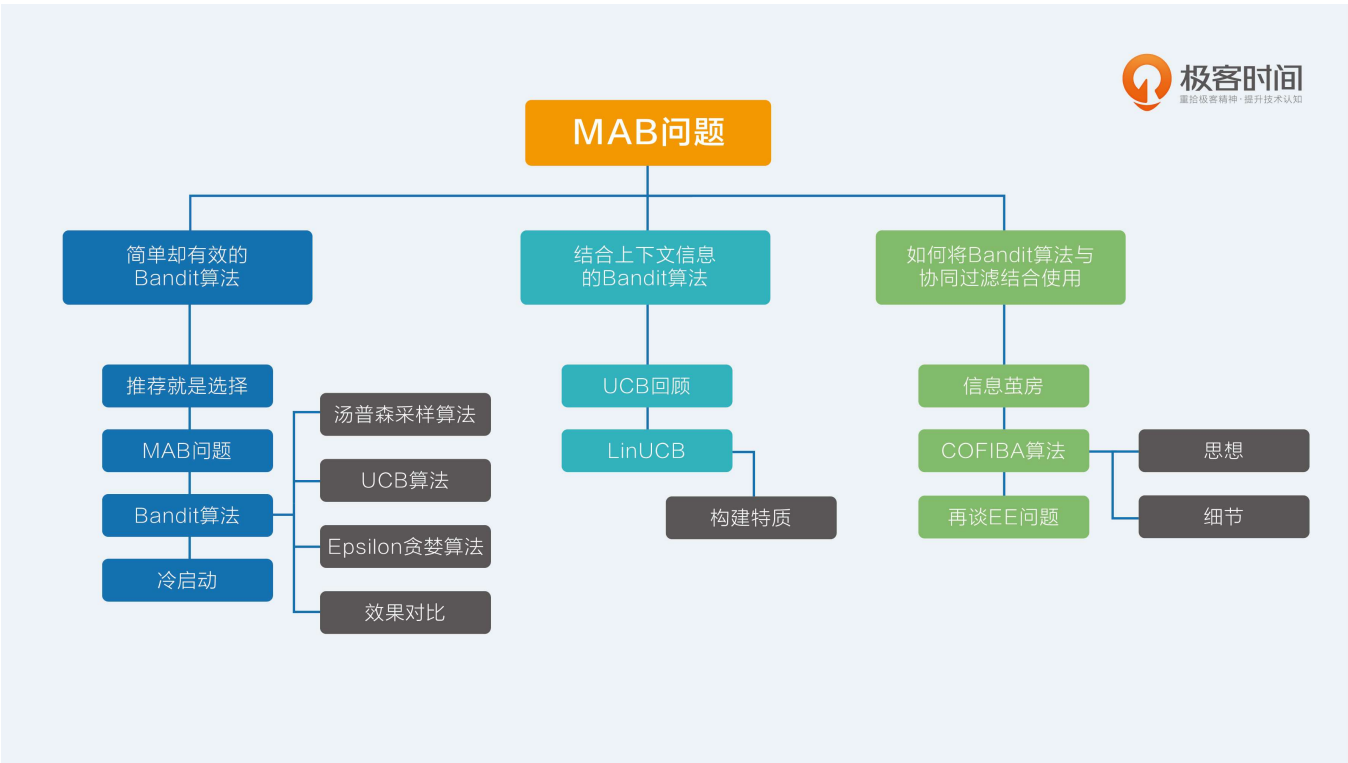 极客时间
重拾极客精神·提升技术认知
MAB问题
简单却有效的
Bandit算法
推荐就是选择
MAB问题
Bandit算法
冷启动
汤普森采样算法
UCB算法
Epsilon贪婪算法
效果对比
结合上下文信息
的Bandit算法
UCB回顾
LinUCB
构建特质
如何将Bandit算法与
协同过滤结合使用
信息茧房
COFIBA算法
再谈EE问题
思想
细节